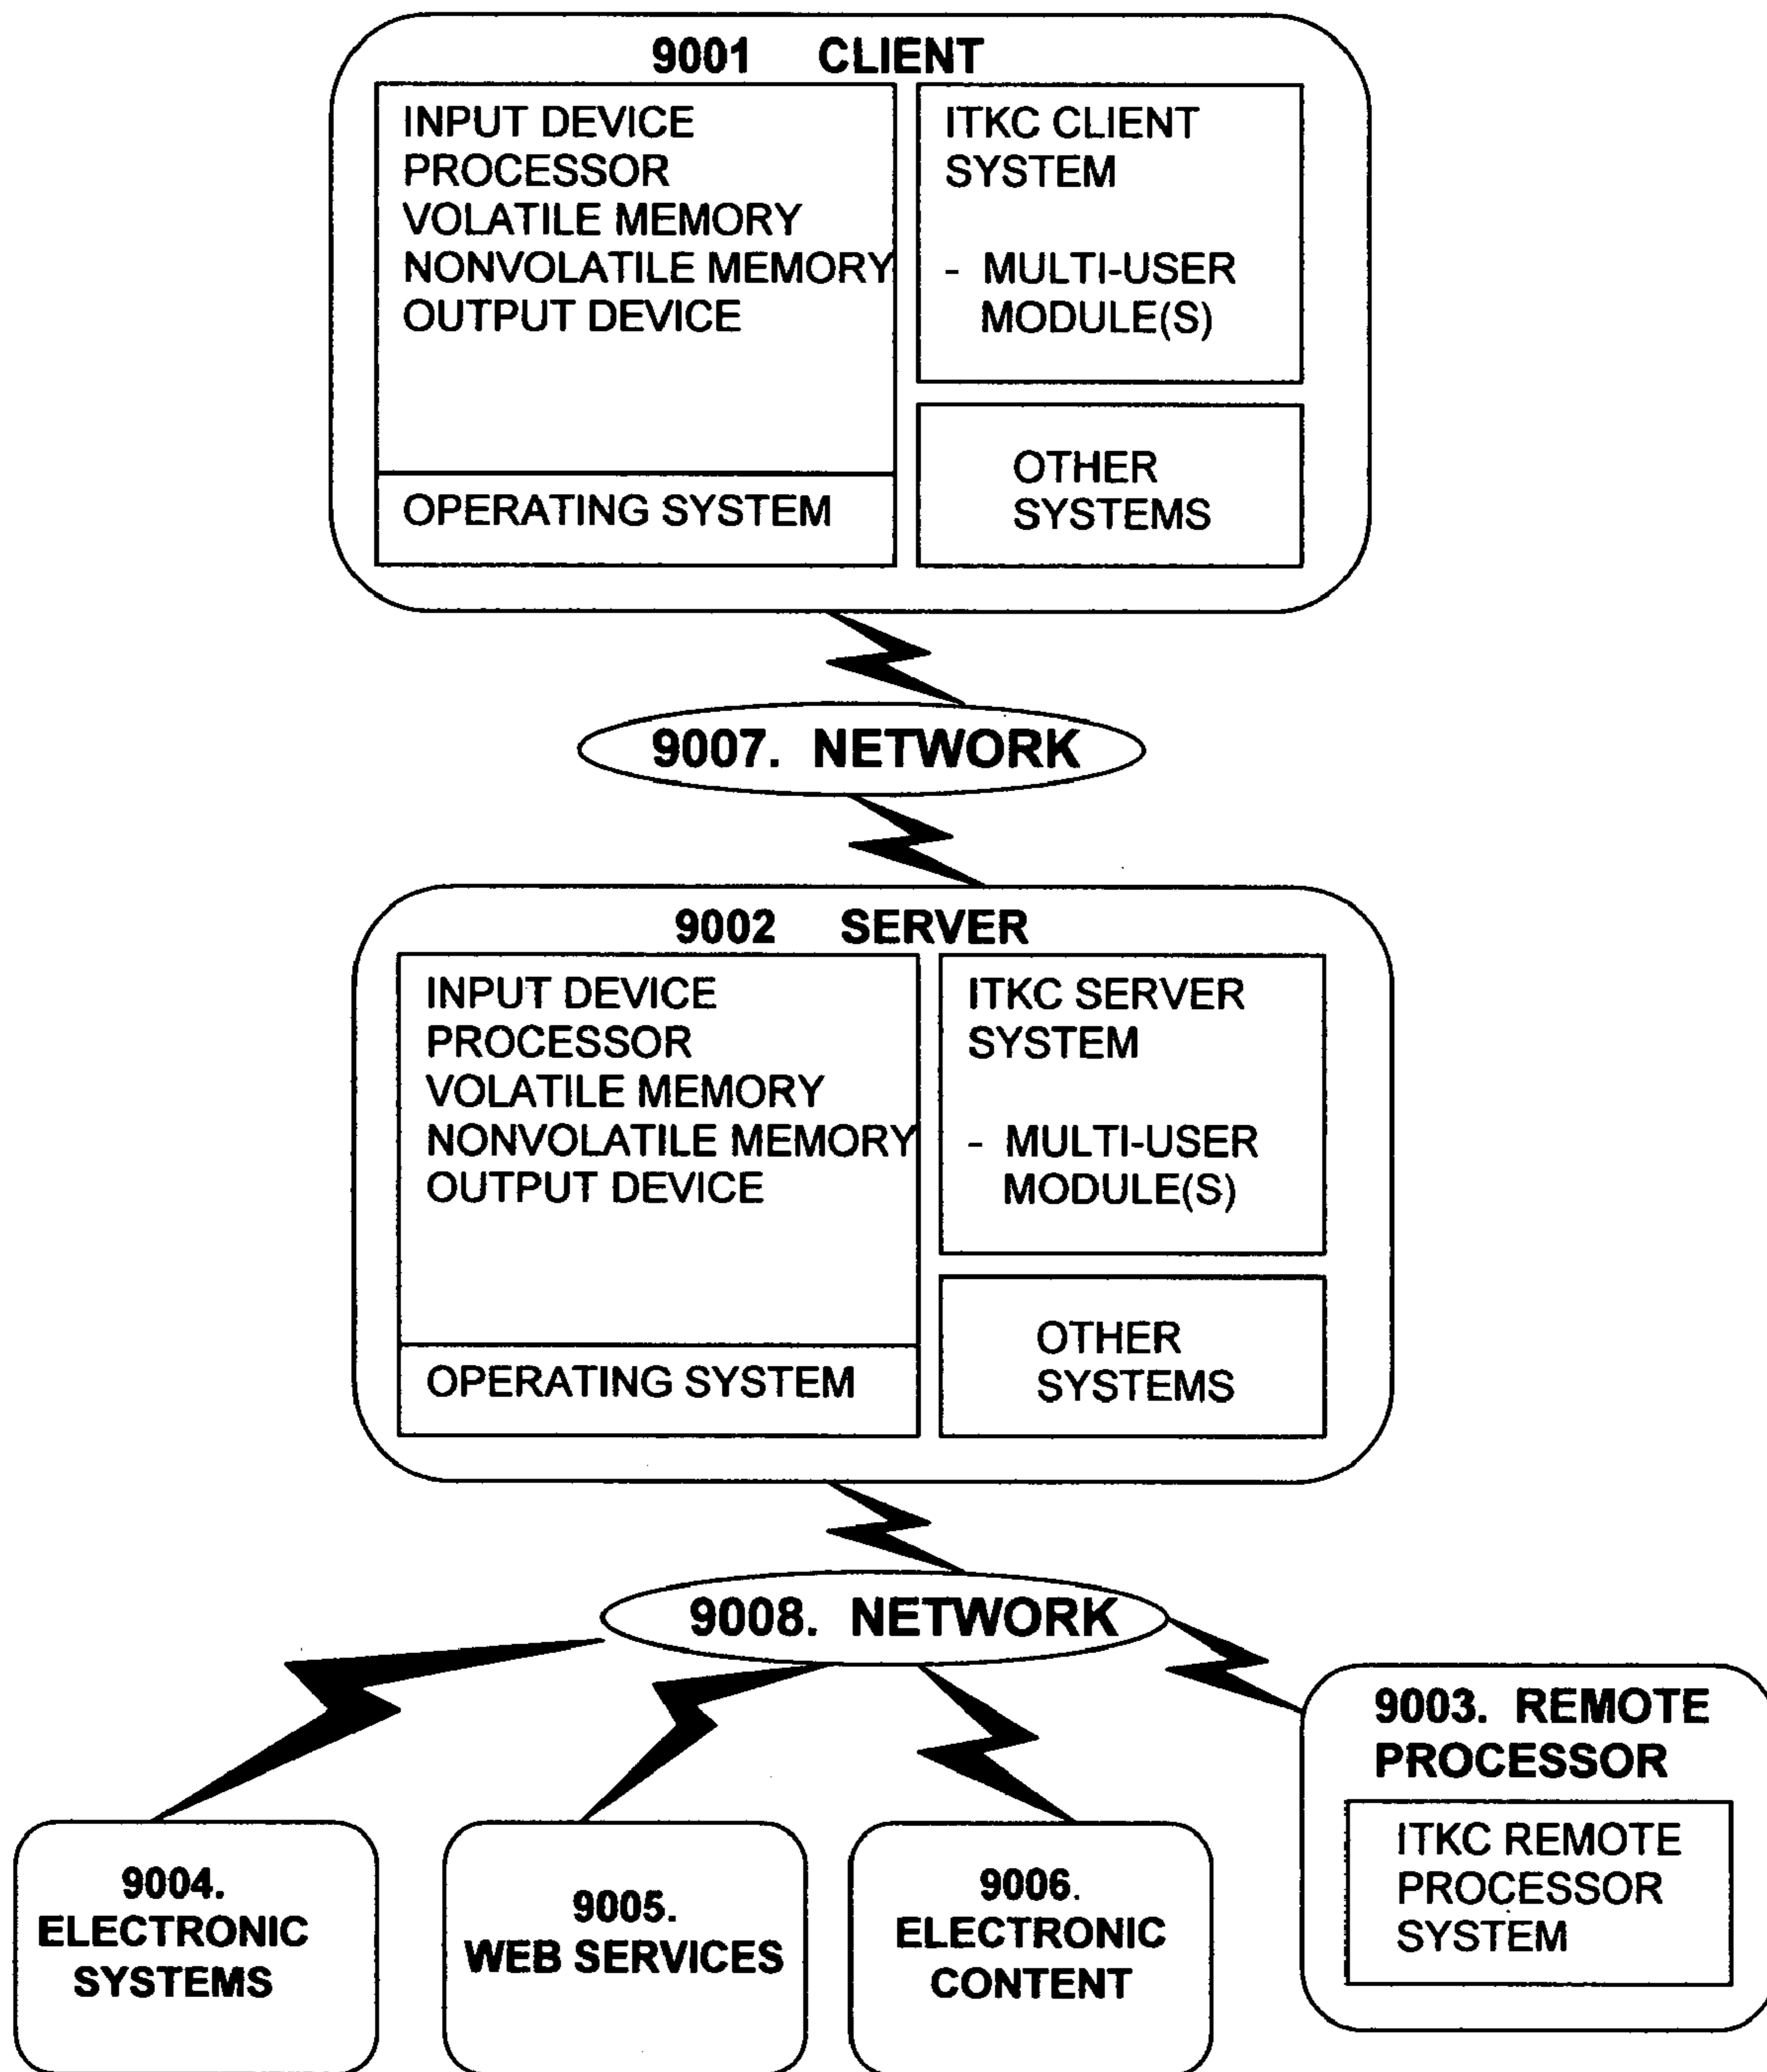 9001 CLIENT
INPUT DEVICE
PROCESSOR
VOLATILE MEMORY
NONVOLATILE MEMORY
OUTPUT DEVICE
OPERATING SYSTEM
ITKC CLIENT
SYSTEM
- MULTI-USER
MODULE(S)
OTHER
SYSTEMS
9007. NETWORK
9002 SERVER
INPUT DEVICE
PROCESSOR
VOLATILE MEMORY
NONVOLATILE MEMORY
OUTPUT DEVICE
OPERATING SYSTEM
ITKC SERVER
SYSTEM
- MULTI-USER
MODULE(S)
OTHER
SYSTEMS
9008. NETWORK
9004.
ELECTRONIC
SYSTEMS
9005.
WEB SERVICES
9006.
ELECTRONIC
CONTENT
9003. REMOTE
PROCESSOR
ITKC REMOTE
PROCESSOR
SYSTEM